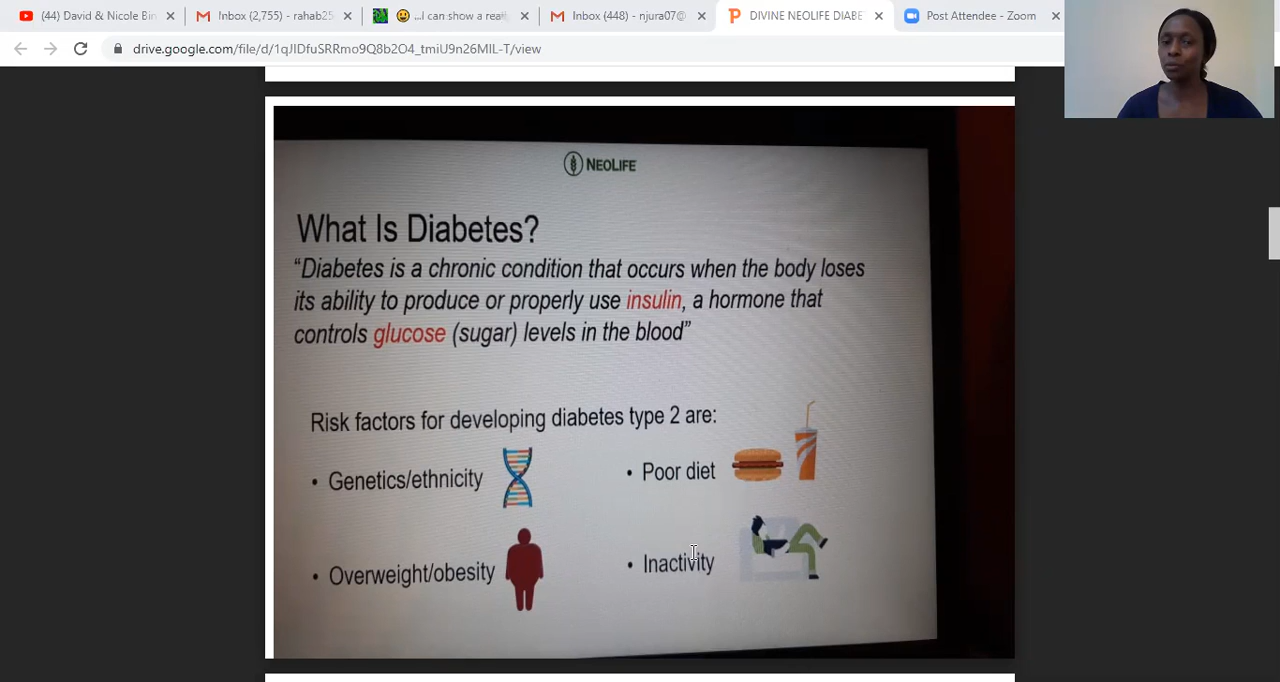 (44) David & Nicole Bin
Inbox (2,755) - rahab25
...I can show a real
Inbox (448) - njura07@
DIVINE NEOLIFE DIABE
Post Attendee - Zoom
drive.google.com/file/d/1qJIDfuSRRmo9Q8b2O4_tmiU9n26MIL-T/view
NEOLIFE
What Is Diabetes?
“Diabetes is a chronic condition that occurs when the body loses
its ability to produce or properly use insulin, a hormone that
controls glucose (sugar) levels in the blood”
Risk factors for developing diabetes type 2 are:
• Genetics/ethnicity
• Poor diet
• Overweight/obesity
• Inactivity